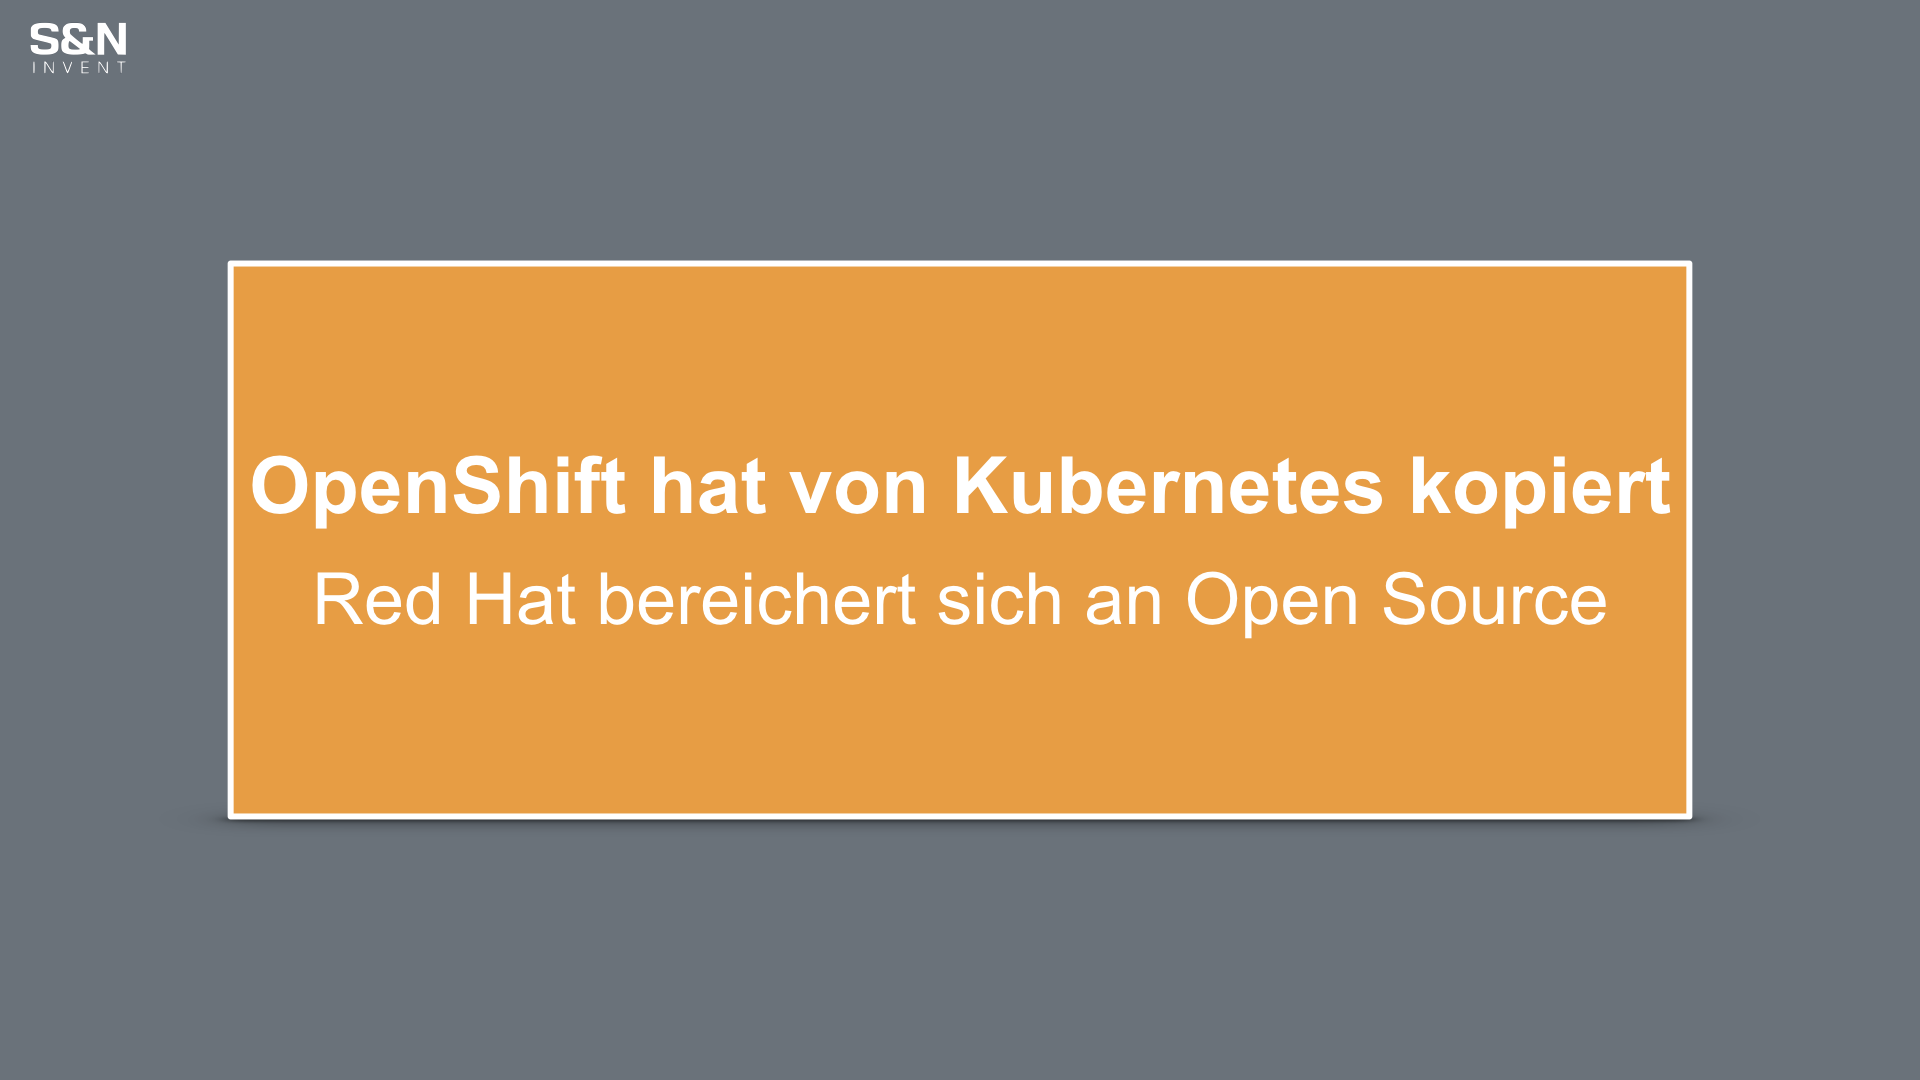 S&N
INVENT
OpenShift hat von Kubernetes kopiert
Red Hat bereichert sich an Open Source